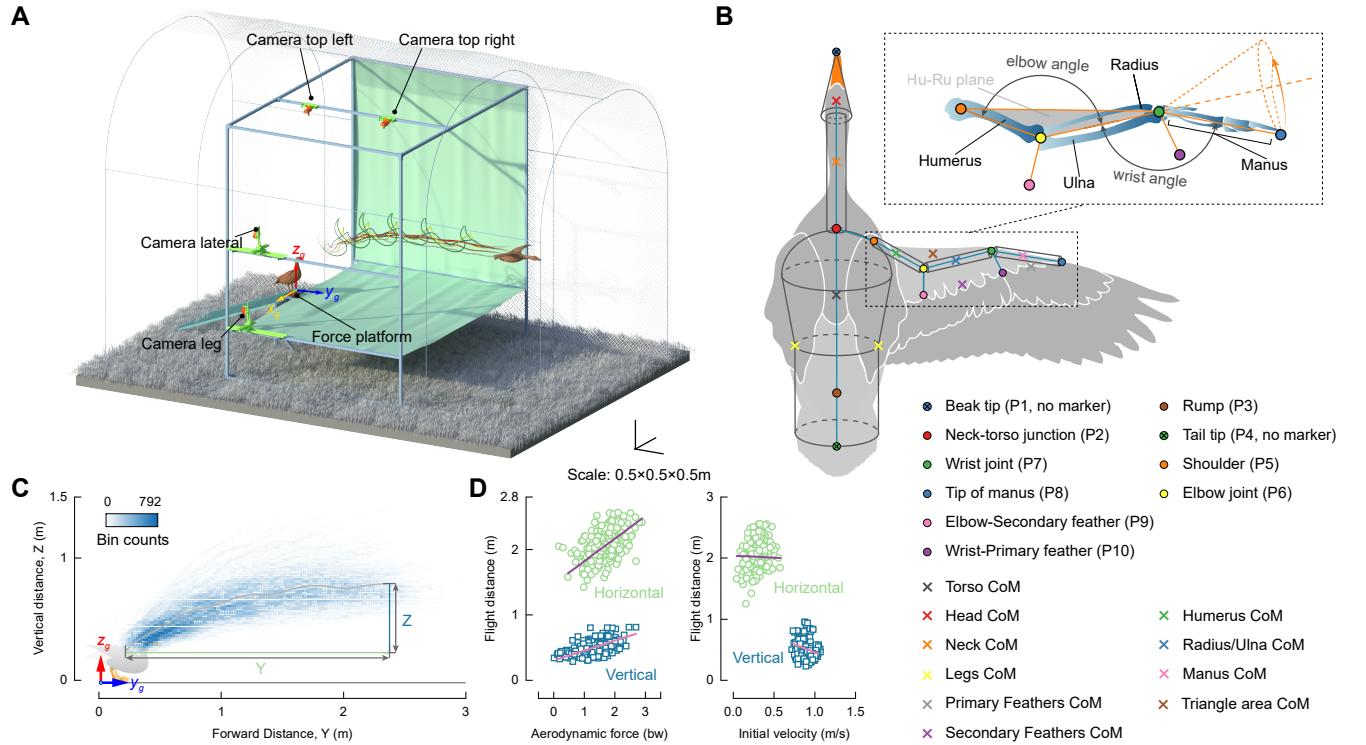 A
Camera top left
Camera top right
Camera lateral
z_g
y_g
x_g
Camera leg
Force platform
Scale: 0.5×0.5×0.5m
B
Hu-Ru plane
elbow angle
Radius
Humerus
Ulna
wrist angle
Manus
Beak tip (P1, no marker)
Neck-torso junction (P2)
Wrist joint (P7)
Tip of manus (P8)
Elbow-Secondary feather (P9)
Wrist-Primary feather (P10)
Rump (P3)
Tail tip (P4, no marker)
Shoulder (P5)
Elbow joint (P6)
Torso CoM
Head CoM
Neck CoM
Legs CoM
Primary Feathers CoM
Secondary Feathers CoM
Humerus CoM
Radius/Ulna CoM
Manus CoM
Triangle area CoM
C
1.5
1
0
Vertical distance, Z (m)
0 792
Bin counts
Z
Y
z_g
y_g
0 1 2 3
Forward Distance, Y (m)
D
2.8
2
1
0
Flight distance (m)
Horizontal
Vertical
0 1 2 3
Aerodynamic force (bw)
3
2
1
0
Flight distance (m)
Horizontal
Vertical
0.0 0.5 1.0 1.5
Initial velocity (m/s)